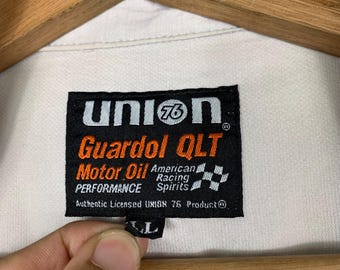 union 76 ®
Guardol QLT
Motor Oil American
Racing
PERFORMANCE Spirits
Authentic Licensed UNION 76 Product®
LL